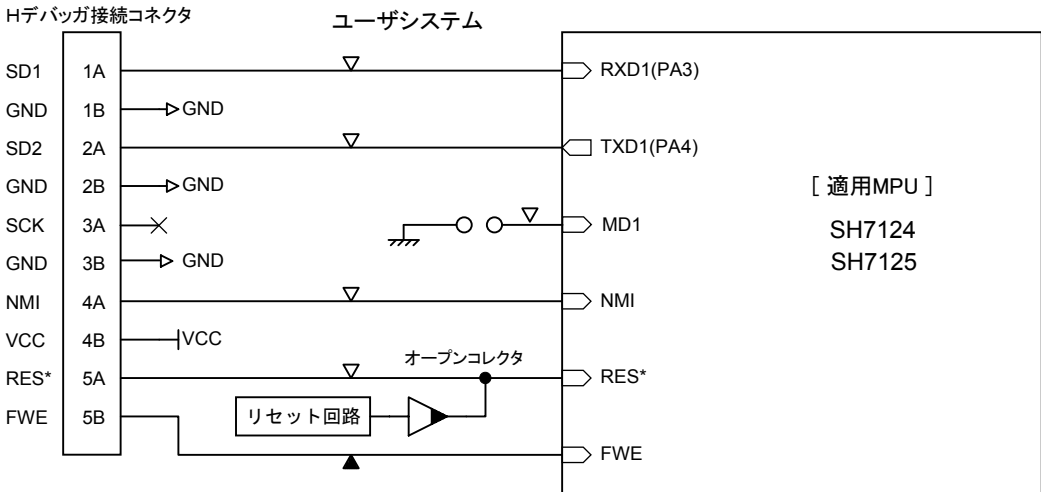 Hデバッガ接続コネクタ
ユーザシステム
SD1 1A RXD1(PA3)
GND 1B GND
SD2 2A TXD1(PA4)
GND 2B GND
[ 適用MPU ]
SCK 3A MD1
SH7124
GND 3B GND
SH7125
NMI 4A NMI
VCC 4B VCC
オープンコレクタ
RES* 5A RES*
FWE 5B リセット回路
FWE